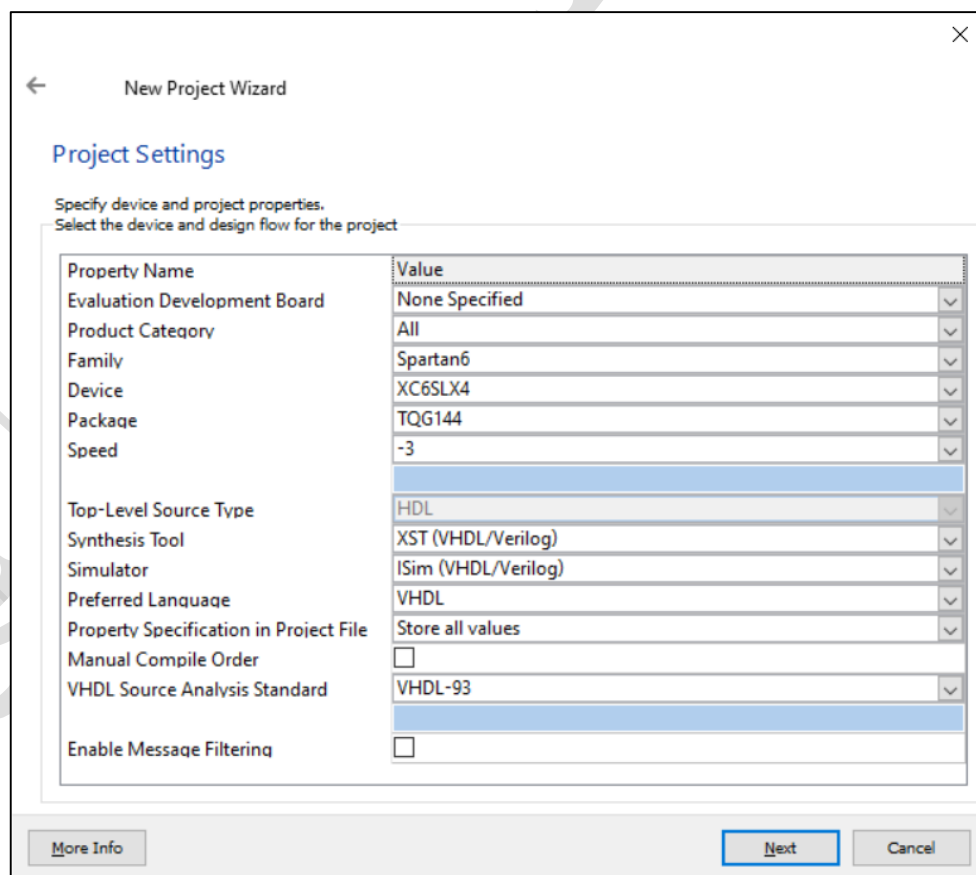 New Project Wizard
Project Settings
Specify device and project properties.
Select the device and design flow for the project
Property Name Value
Evaluation Development Board None Specified
Product Category All
Family Spartan6
Device XC6SLX4
Package TQG144
Speed -3
Top-Level Source Type HDL
Synthesis Tool XST (VHDL/Verilog)
Simulator ISim (VHDL/Verilog)
Preferred Language VHDL
Property Specification in Project File Store all values
Manual Compile Order
VHDL Source Analysis Standard VHDL-93
Enable Message Filtering
More Info Next Cancel